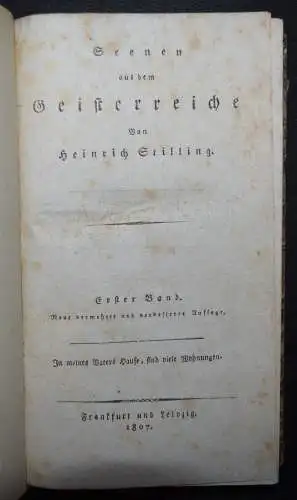 Scenen
aus dem
Geisterreiche
Von
Heinrich Stilling.
Erster Band.
Neue vermehrte und verbesserte Auflage.
In meines Vaters Hause, sind viele Wohnungen.
Frankfurt und Leipzig.
1807.